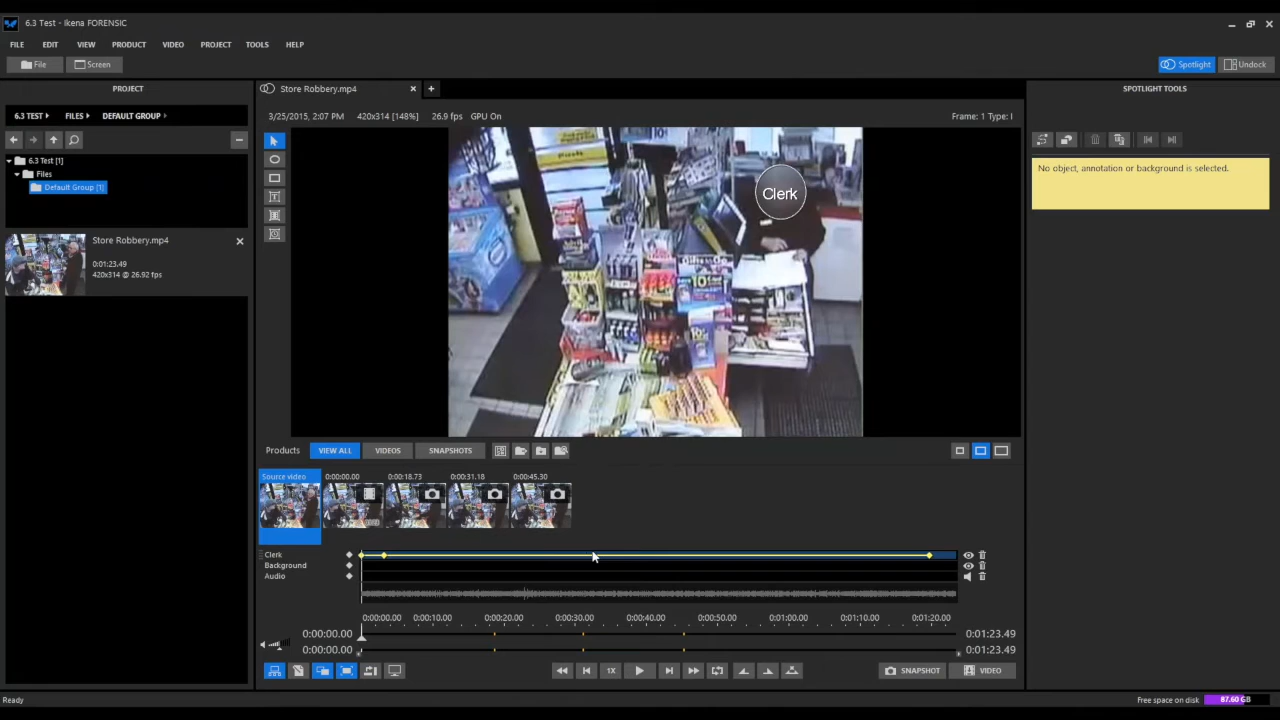 6.3 Test - Ikena FORENSIC
FILE EDIT VIEW PRODUCT VIDEO PROJECT TOOLS HELP
File Screen Spotlight Undock
PROJECT
Store Robbery.mp4
SPOTLIGHT TOOLS
6.3 TEST FILES DEFAULT GROUP
3/25/2015, 2:07 PM 420x314 [148%] 26.9 fps GPU On Frame: 1 Type: I
6.3 Test [1]
Files
Default Group [1]
No object, annotation or background is selected.
Clerk
Store Robbery.mp4
0:01:23.49
420x314 @ 26.92 fps
10
Products VIEW ALL VIDEOS SNAPSHOTS
Source video 0:00:00.00 0:00:18.73 0:00:31.18 0:00:45.30
Clerk
Background
Audio
0:00:00.00 0:00:10.00 0:00:20.00 0:00:30.00 0:00:40.00 0:00:50.00 0:01:00.00 0:01:10.00 0:01:20.00
0:00:00.00 0:01:23.49
0:00:00.00 0:01:23.49
1X SNAPSHOT VIDEO
Ready Free space on disk 87.60 GB